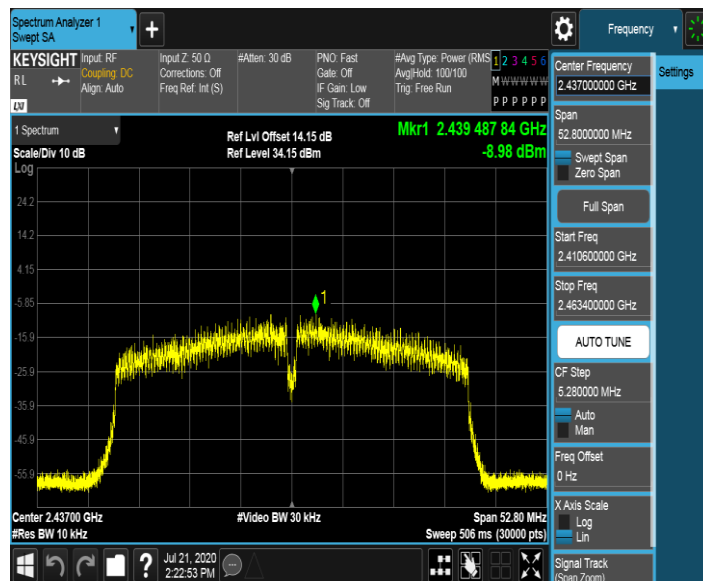 Spectrum Analyzer 1
Swept SA
Frequency
KEYSIGHT
RL
LXI
Input: RF
Coupling: DC
Align: Auto
Input Z: 50 Ω
Corrections: Off
Freq Ref: Int (S)
#Atten: 30 dB
PNO: Fast
Gate: Off
IF Gain: Low
Sig Track: Off
#Avg Type: Power (RMS
Avg|Hold: 100/100
Trig: Free Run
1 2 3 4 5 6
M W W W W W
P P P P P P
1 Spectrum
Scale/Div 10 dB
Ref Lvl Offset 14.15 dB
Ref Level 34.15 dBm
Mkr1 2.439 487 84 GHz
-8.98 dBm
Log
24.2
14.2
4.15
-5.85
-15.9
-25.9
-35.9
-45.9
-55.9
1
Center 2.43700 GHz
#Res BW 10 kHz
#Video BW 30 kHz
Span 52.80 MHz
Sweep 506 ms (30000 pts)
Center Frequency
2.437000000 GHz
Settings
Span
52.8000000 MHz
Swept Span
Zero Span
Full Span
Start Freq
2.410600000 GHz
Stop Freq
2.463400000 GHz
AUTO TUNE
CF Step
5.280000 MHz
Auto
Man
Freq Offset
0 Hz
X Axis Scale
Log
Lin
Signal Track
(Span Zoom)
?
Jul 21, 2020
2:22:53 PM